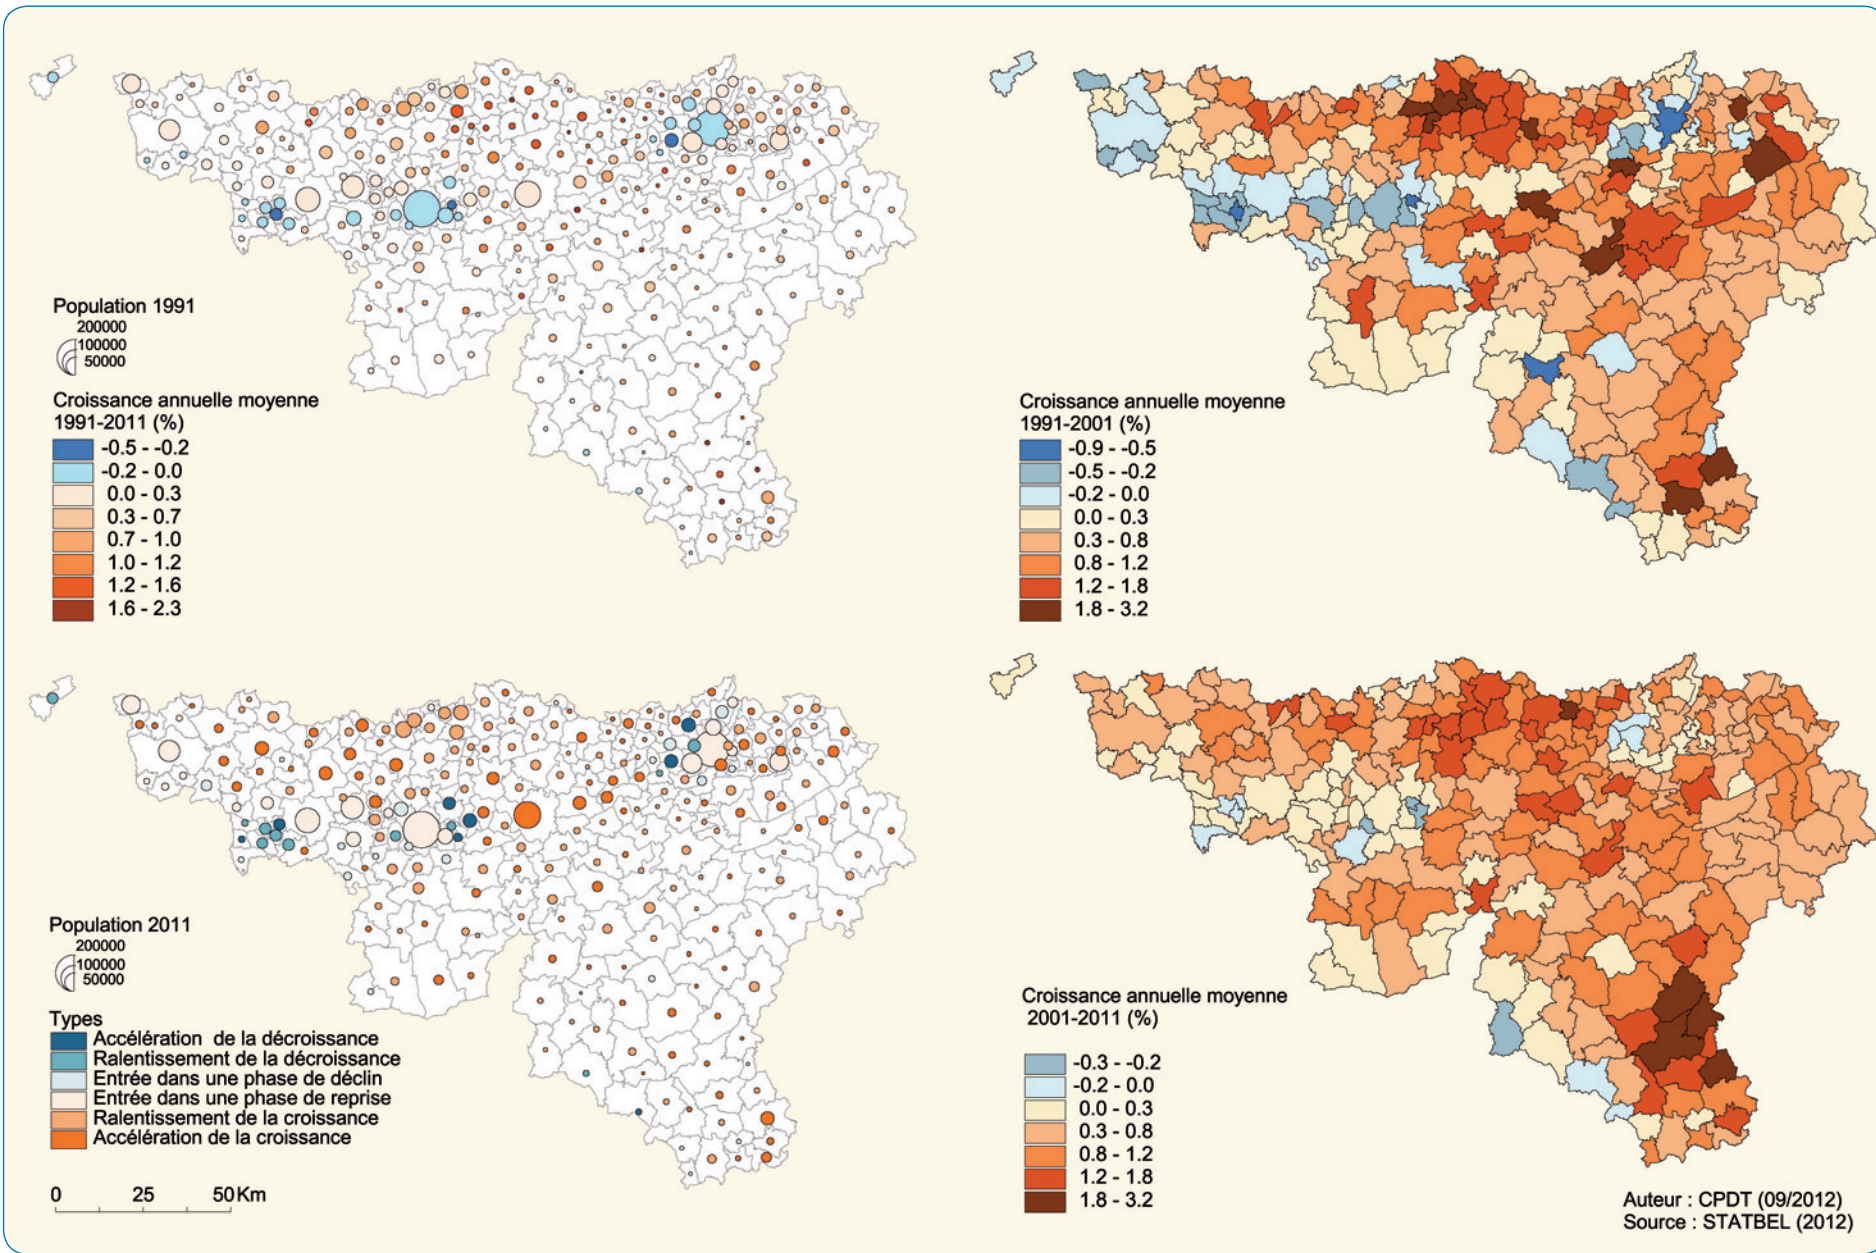 Population 1991
200000
100000
50000
Croissance annuelle moyenne
1991-2011 (%)
-0.5 - -0.2
-0.2 - 0.0
0.0 - 0.3
0.3 - 0.7
0.7 - 1.0
1.0 - 1.2
1.2 - 1.6
1.6 - 2.3
Croissance annuelle moyenne
1991-2001 (%)
-0.9 - -0.5
-0.5 - -0.2
-0.2 - 0.0
0.0 - 0.3
0.3 - 0.8
0.8 - 1.2
1.2 - 1.8
1.8 - 3.2
Population 2011
200000
100000
50000
Types
Accélération de la décroissance
Ralentissement de la décroissance
Entrée dans une phase de déclin
Entrée dans une phase de reprise
Ralentissement de la croissance
Accélération de la croissance
0 25 50 Km
Croissance annuelle moyenne
2001-2011 (%)
-0.3 - -0.2
-0.2 - 0.0
0.0 - 0.3
0.3 - 0.8
0.8 - 1.2
1.2 - 1.8
1.8 - 3.2
Auteur : CPDT (09/2012)
Source : STATBEL (2012)